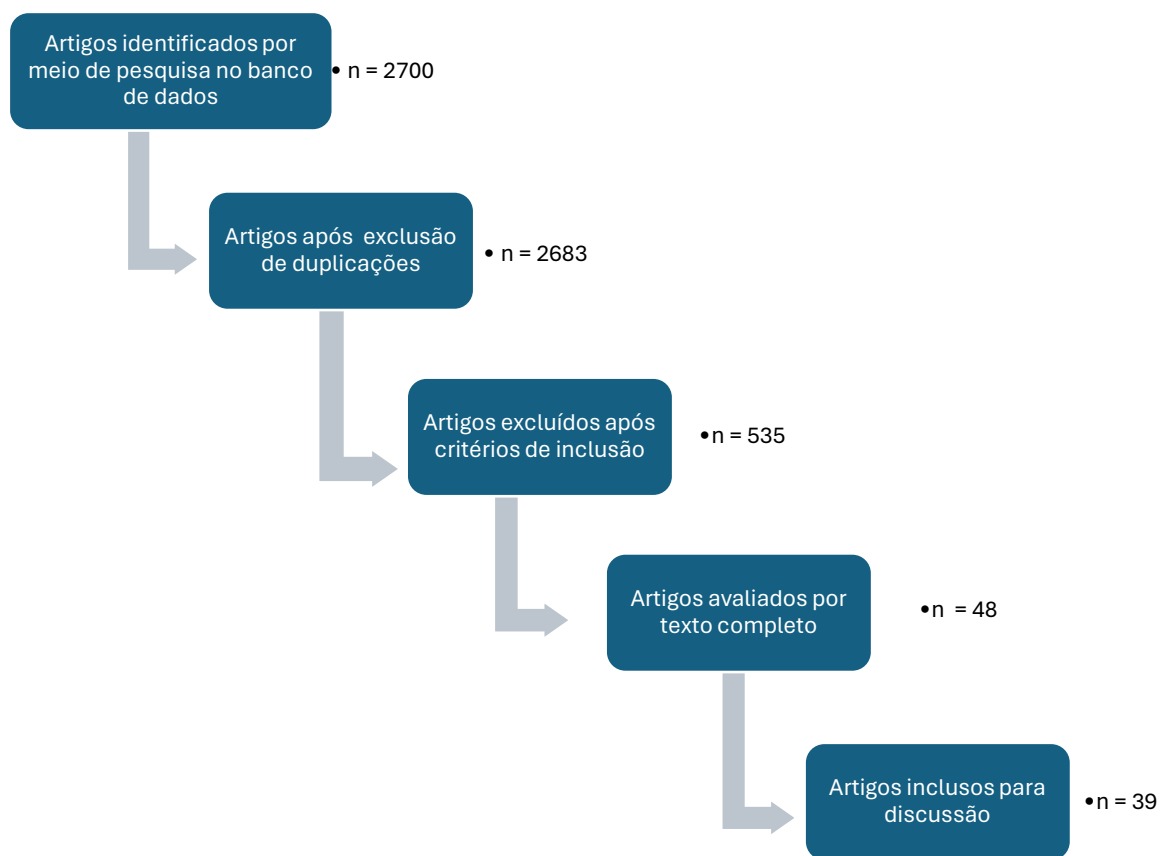 Artigos identificados por
meio de pesquisa no banco
de dados
• n = 2700
Artigos após exclusão
de duplicações
• n = 2683
Artigos excluídos após
critérios de inclusão
•n = 535
Artigos avaliados por
texto completo
•n = 48
Artigos inclusos para
discussão
•n = 39